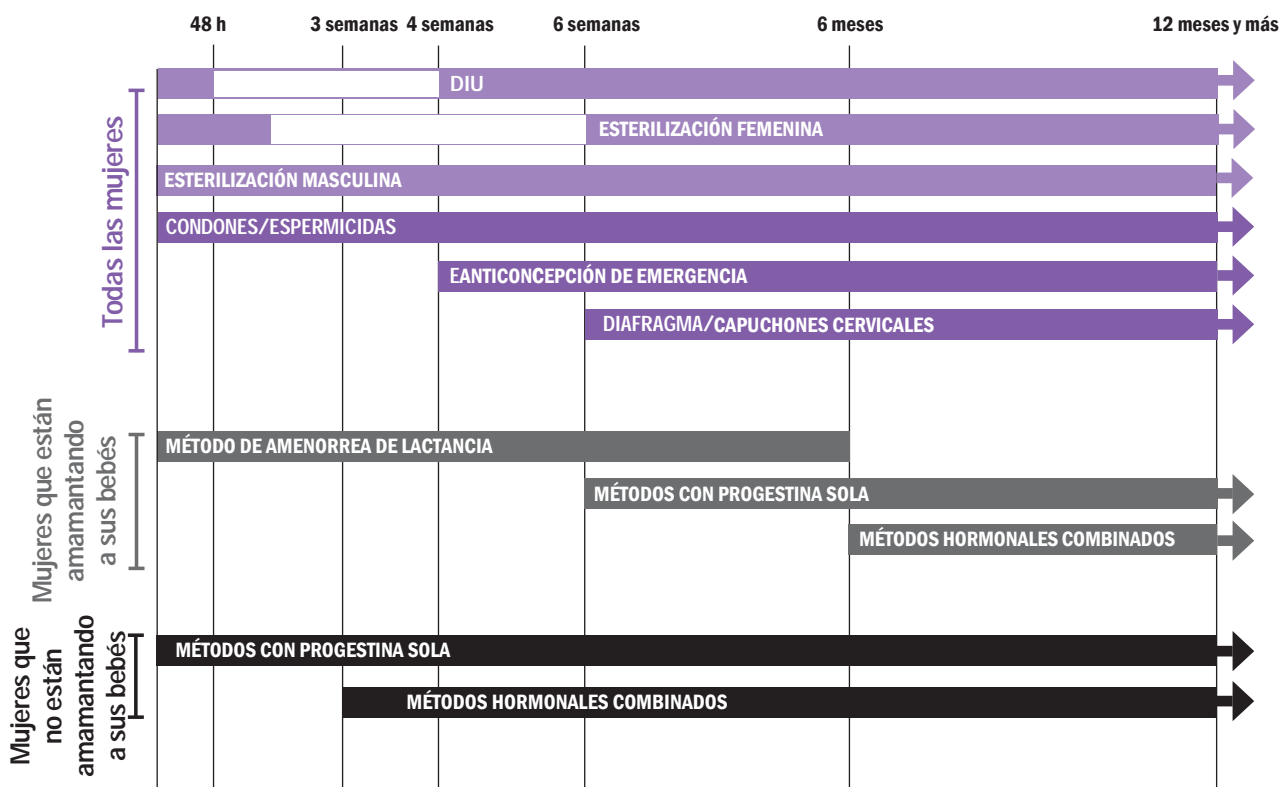 48 h 3 semanas 4 semanas 6 semanas 6 meses 12 meses y más
Todas las mujeres
DIU
ESTERILIZACIÓN FEMENINA
ESTERILIZACIÓN MASCULINA
CONDONES/ESPERMICIDAS
EANTICONCEPCIÓN DE EMERGENCIA
DIAFRAGMA/CAPUCHONES CERVICALES
Mujeres que están
amamantando
a sus bebés
MÉTODO DE AMENORREA DE LACTANCIA
MÉTODOS CON PROGESTINA SOLA
MÉTODOS HORMONALES COMBINADOS
Mujeres que
no están
amamantando
a sus bebés
MÉTODOS CON PROGESTINA SOLA
MÉTODOS HORMONALES COMBINADOS